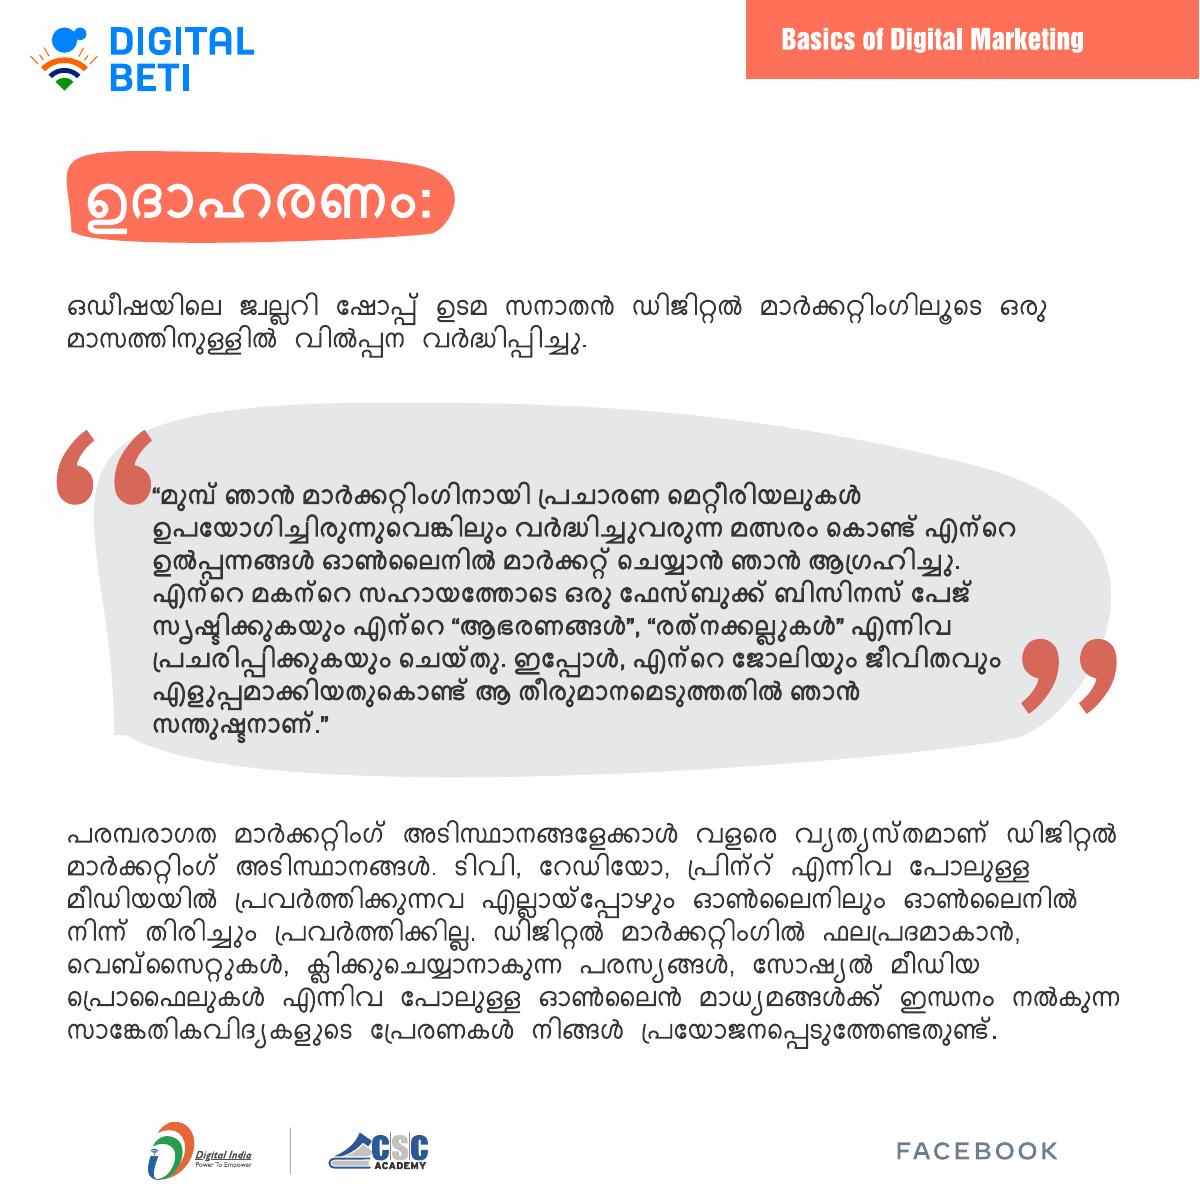 DIGITAL
BETI
Basics of Digital Marketing
ഉദാഹരണം:
ഒഡീഷയിലെ ജ്വല്ലറി ഷോപ്പ് ഉടമ സനാതൻ ഡിജിറ്റൽ മാർക്കറ്റിംഗിലൂടെ ഒരു
മാസത്തിനുള്ളിൽ വിൽപ്പന വർദ്ധിപ്പിച്ചു.
“മുമ്പ് ഞാൻ മാർക്കറ്റിംഗിനായി പ്രചാരണ മെറ്റീരിയലുകൾ
ഉപയോഗിച്ചിരുന്നുവെങ്കിലും വർദ്ധിച്ചുവരുന്ന മത്സരം കൊണ്ട് എന്റെ
ഉൽപ്പന്നങ്ങൾ ഓൺലൈനിൽ മാർക്കറ്റ് ചെയ്യാൻ ഞാൻ ആഗ്രഹിച്ചു.
എന്റെ മകന്റെ സഹായത്തോടെ ഒരു ഫേസ്ബുക്ക് ബിസിനസ് പേജ്
സൃഷ്ടിക്കുകയും എന്റെ “ആഭരണങ്ങൾ”, “രത്നക്കല്ലുകൾ” എന്നിവ
പ്രചരിപ്പിക്കുകയും ചെയ്തു. ഇപ്പോൾ, എന്റെ ജോലിയും ജീവിതവും
എളുപ്പമാക്കിയതുകൊണ്ട് ആ തീരുമാനമെടുത്തതിൽ ഞാൻ
സന്തുഷ്ടനാണ്.”
പരമ്പരാഗത മാർക്കറ്റിംഗ് അടിസ്ഥാനങ്ങളേക്കാൾ വളരെ വ്യത്യസ്തമാണ് ഡിജിറ്റൽ
മാർക്കറ്റിംഗ് അടിസ്ഥാനങ്ങൾ. ടിവി, റേഡിയോ, പ്രിന്റ് എന്നിവ പോലുള്ള
മീഡിയയിൽ പ്രവർത്തിക്കുന്നവ എല്ലായ്പ്പോഴും ഓൺലൈനിലും ഓൺലൈനിൽ
നിന്ന് തിരിച്ചും പ്രവർത്തിക്കില്ല. ഡിജിറ്റൽ മാർക്കറ്റിംഗിൽ ഫലപ്രദമാകാൻ,
വെബ്സൈറ്റുകൾ, ക്ലിക്കുചെയ്യാനാകുന്ന പരസ്യങ്ങൾ, സോഷ്യൽ മീഡിയ
പ്രൊഫൈലുകൾ എന്നിവ പോലുള്ള ഓൺലൈൻ മാധ്യമങ്ങൾക്ക് ഇന്ധനം നൽകുന്ന
സാങ്കേതികവിദ്യകളുടെ പ്രേരണകൾ നിങ്ങൾ പ്രയോജനപ്പെടുത്തേണ്ടതുണ്ട്.
Digital India
Power To Empower
CSC
ACADEMY
FACEBOOK